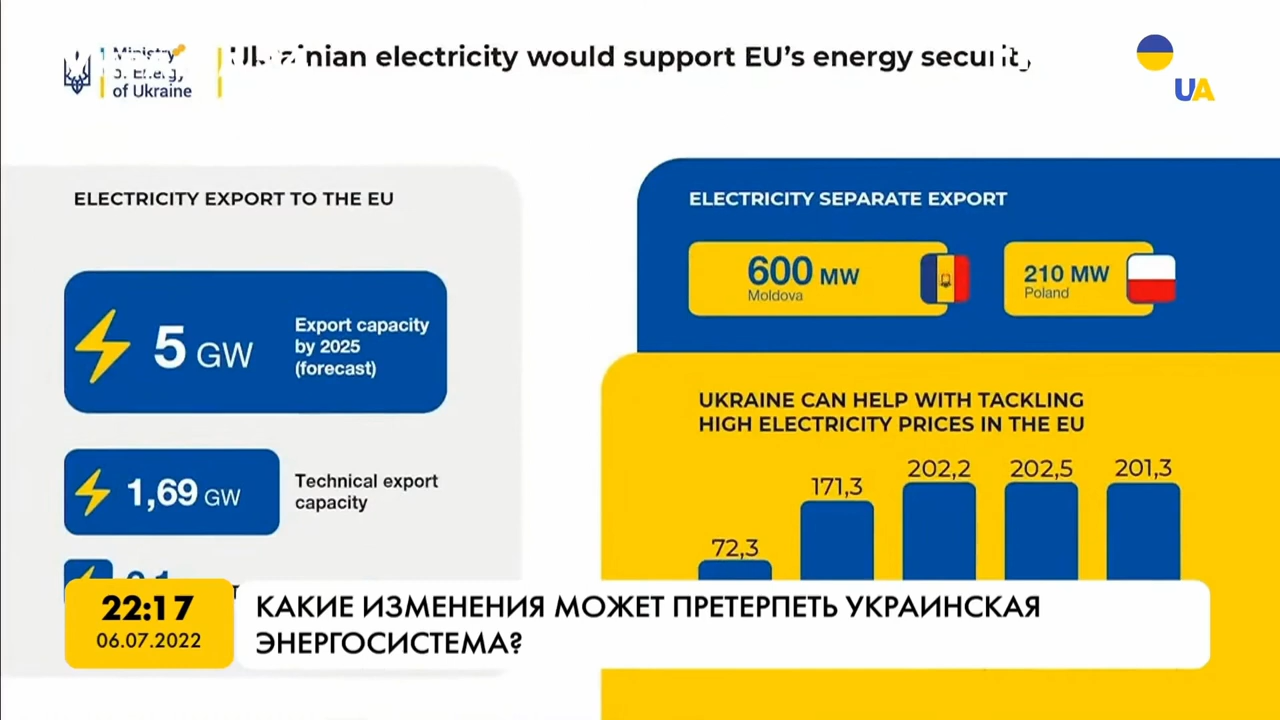 Ministry
of Energy,
of Ukraine
Ukrainian electricity would support EU's energy security
UA
ELECTRICITY EXPORT TO THE EU
5 GW
Export capacity
by 2025
(forecast)
1,69 GW
Technical export
capacity
ELECTRICITY SEPARATE EXPORT
600 MW
Moldova
210 MW
Poland
UKRAINE CAN HELP WITH TACKLING
HIGH ELECTRICITY PRICES IN THE EU
72,3
171,3
202,2
202,5
201,3
22:17
06.07.2022
КАКИЕ ИЗМЕНЕНИЯ МОЖЕТ ПРЕТЕРПЕТЬ УКРАИНСКАЯ
ЭНЕРГОСИСТЕМА?